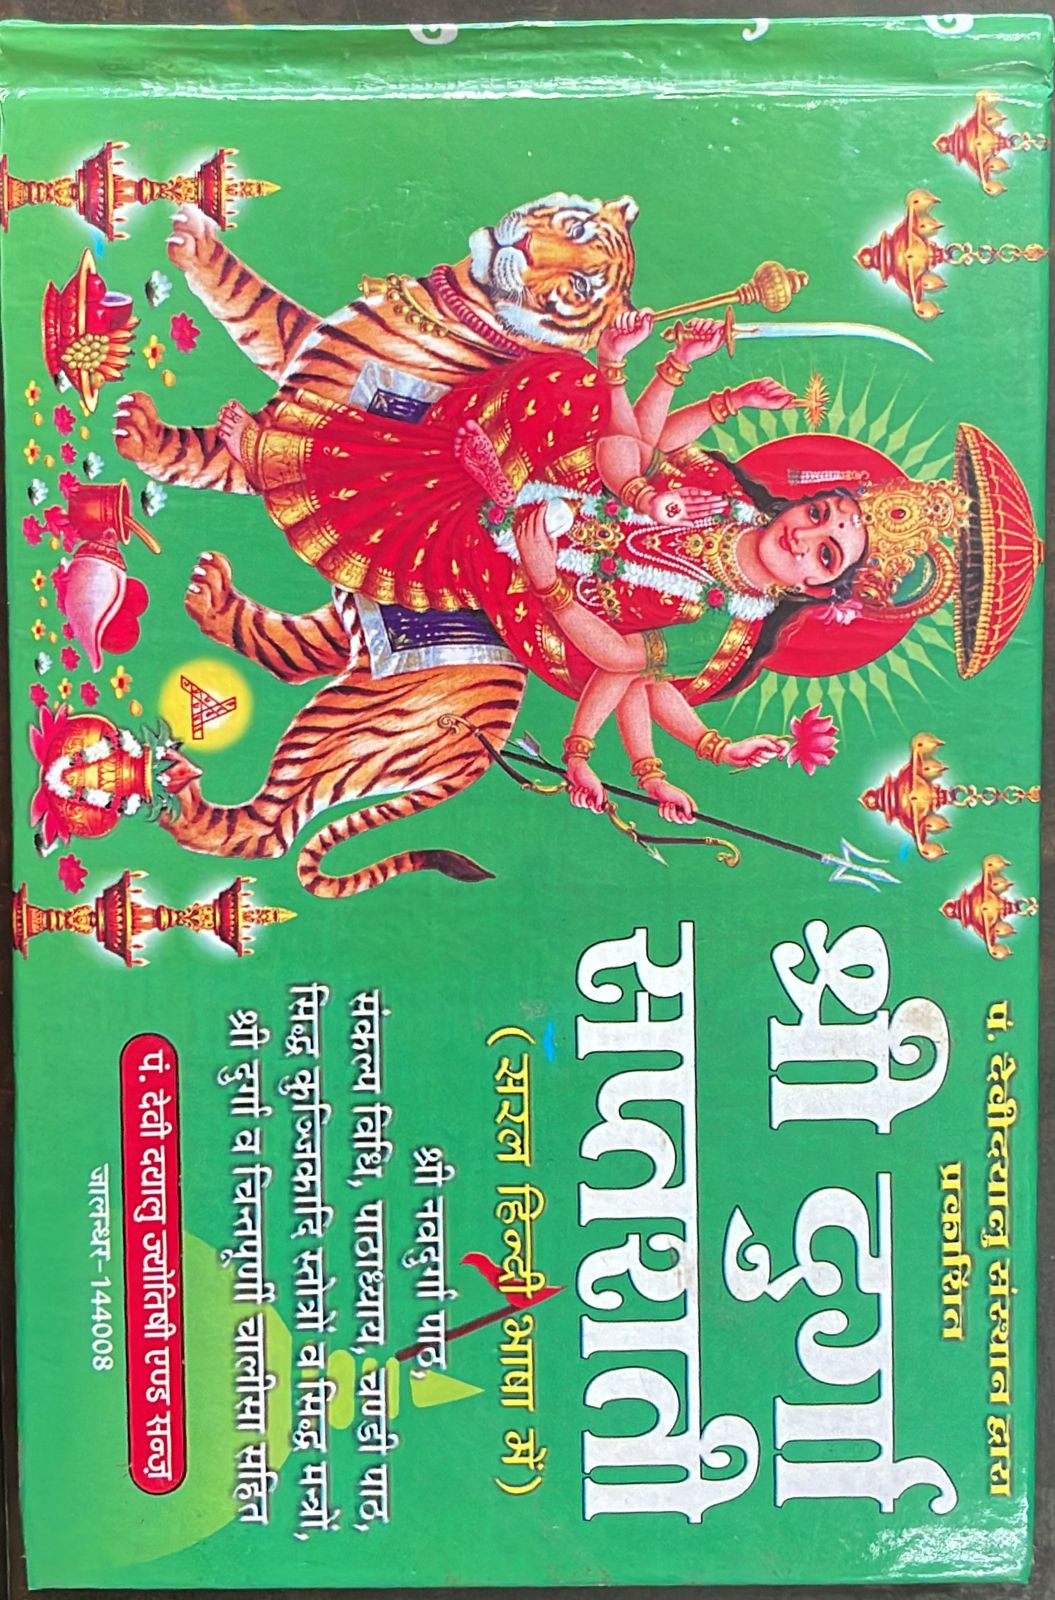 पं. देवीदयालु संस्थान द्वारा
प्रकाशित
श्री दुर्गा
सप्तशती
(सरल हिन्दी भाषा में)
श्री नवदुर्गा पाठ,
संकल्प विधि, पाठाध्याय, चण्डी पाठ,
सिद्ध कुञ्जिकादि स्तोत्रों व सिद्ध मन्त्रों,
श्री दुर्गा व चिन्तपूर्णी चालीसा सहित
पं. देवी दयालु ज्योतिषी एण्ड सन्ज़
जालन्धर-144008
ॐ